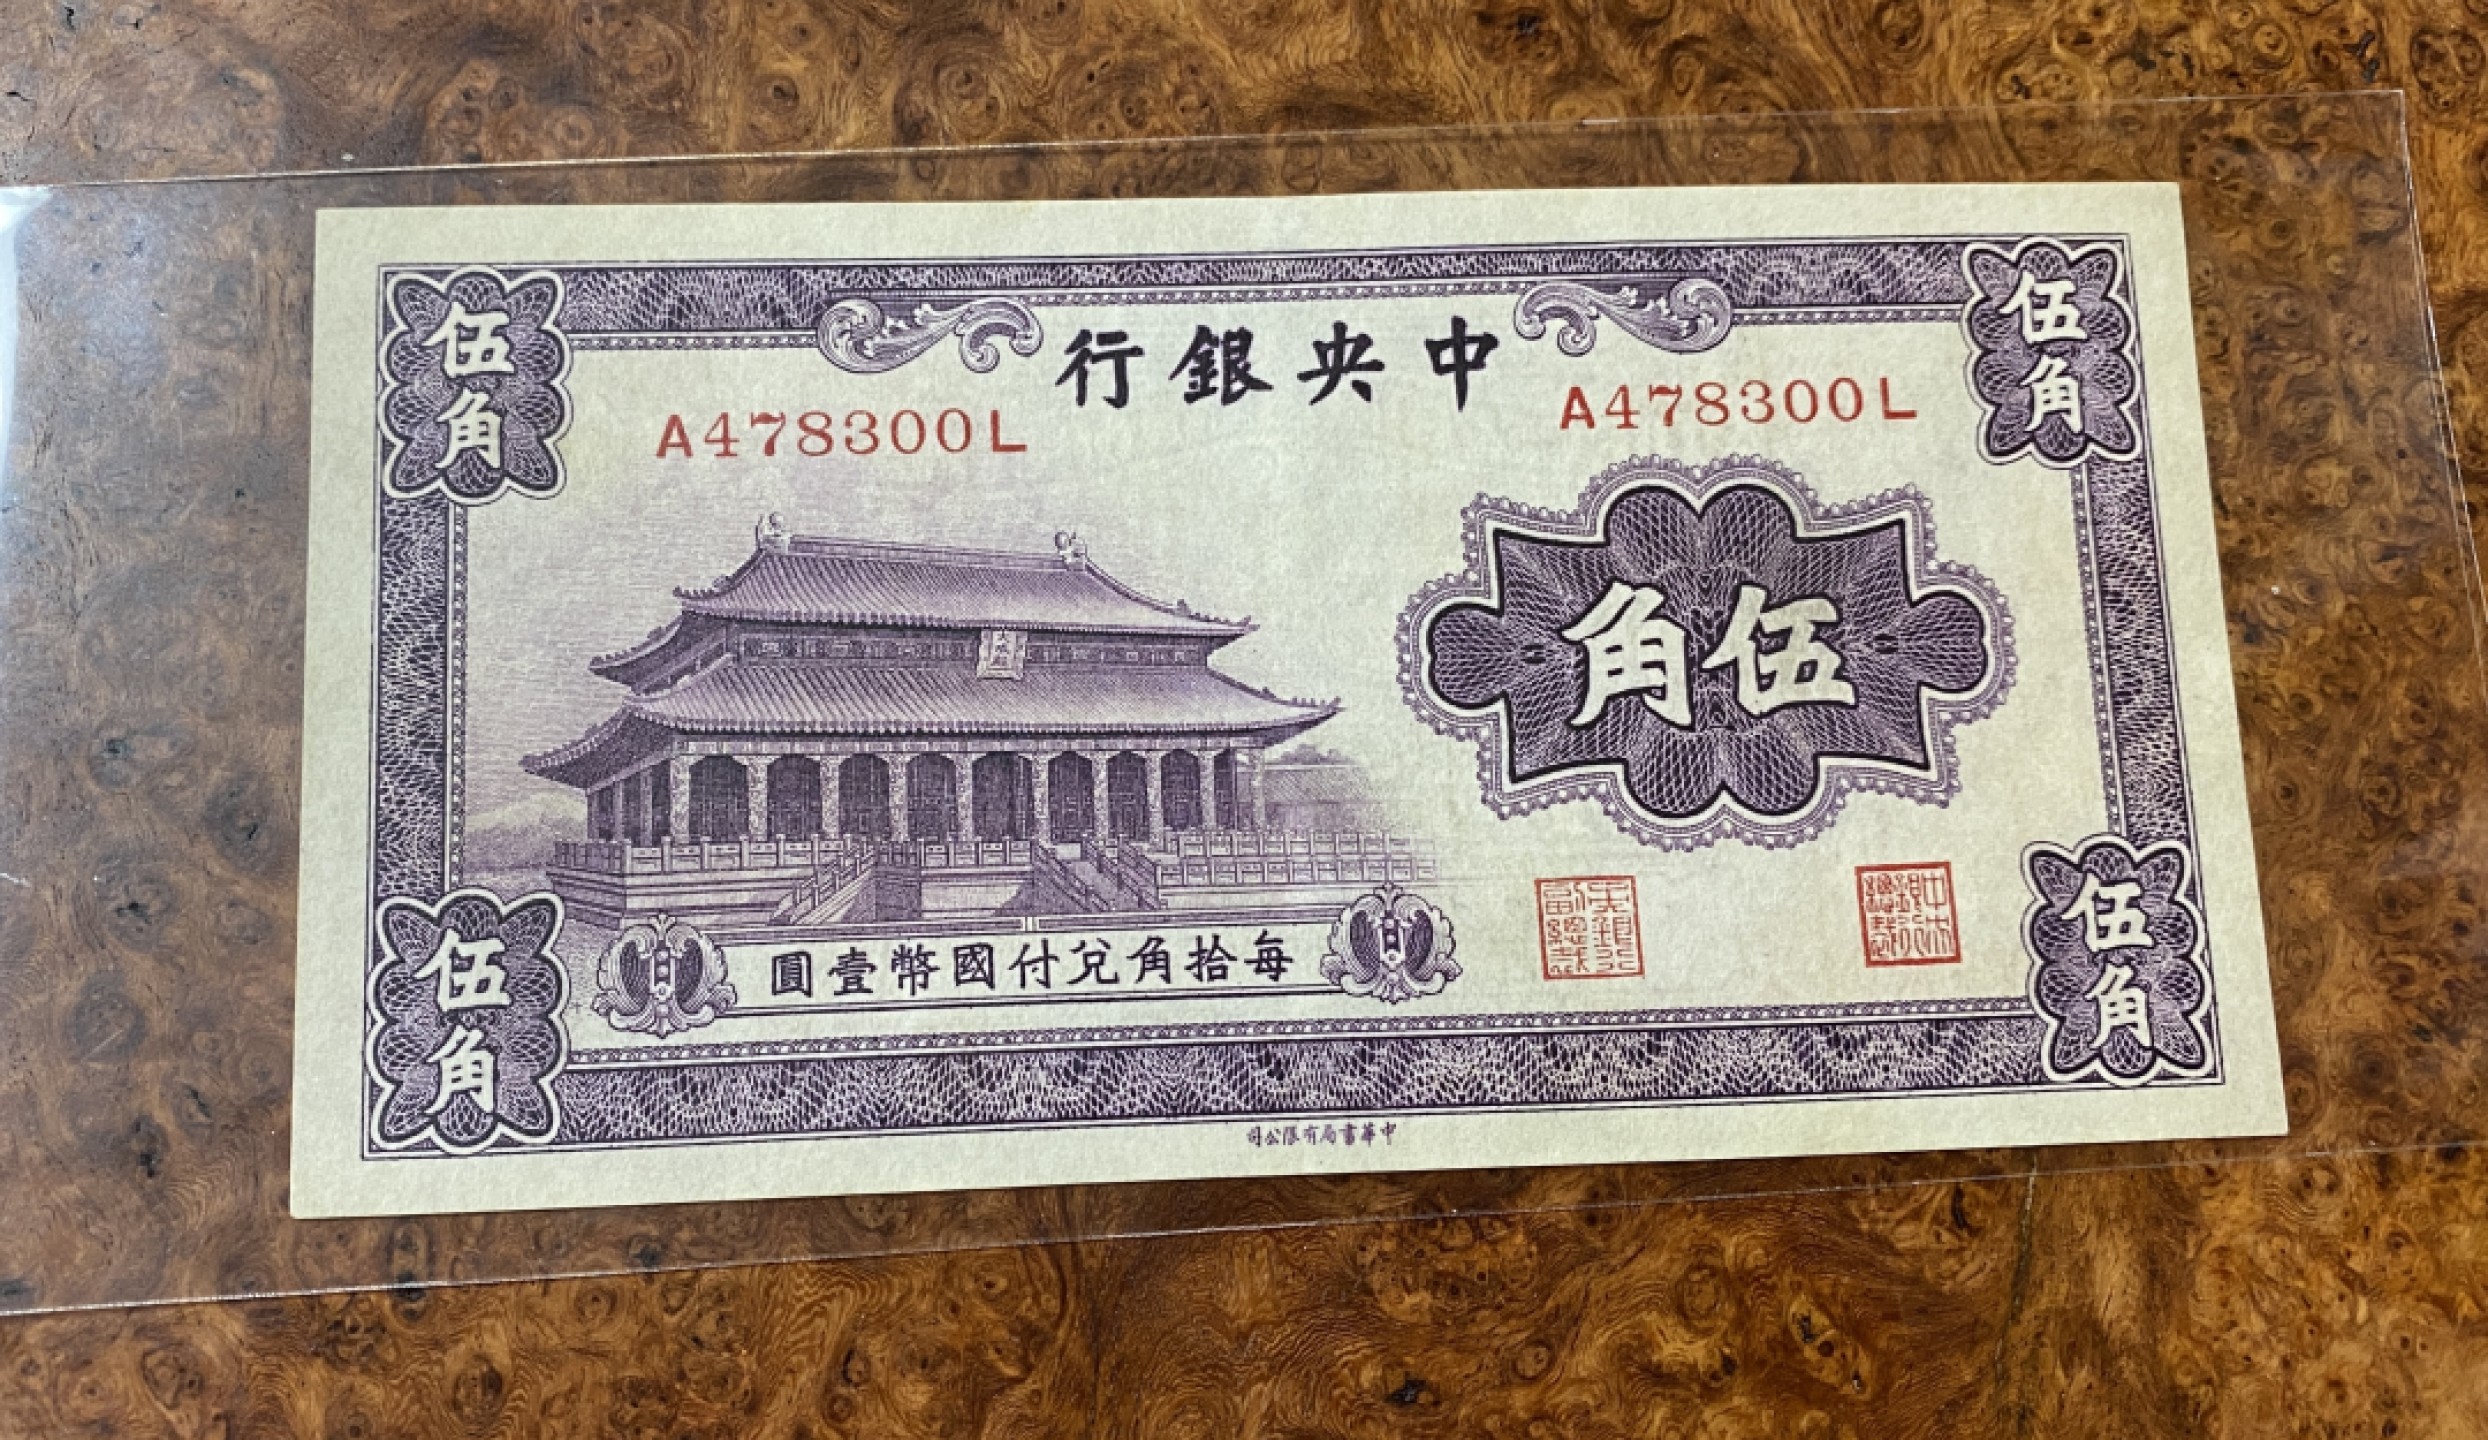 中央銀行
伍角
伍角
A478300L
A478300L
伍角
每拾角兌付國幣壹圓
伍角
伍角
中華書局有限公司